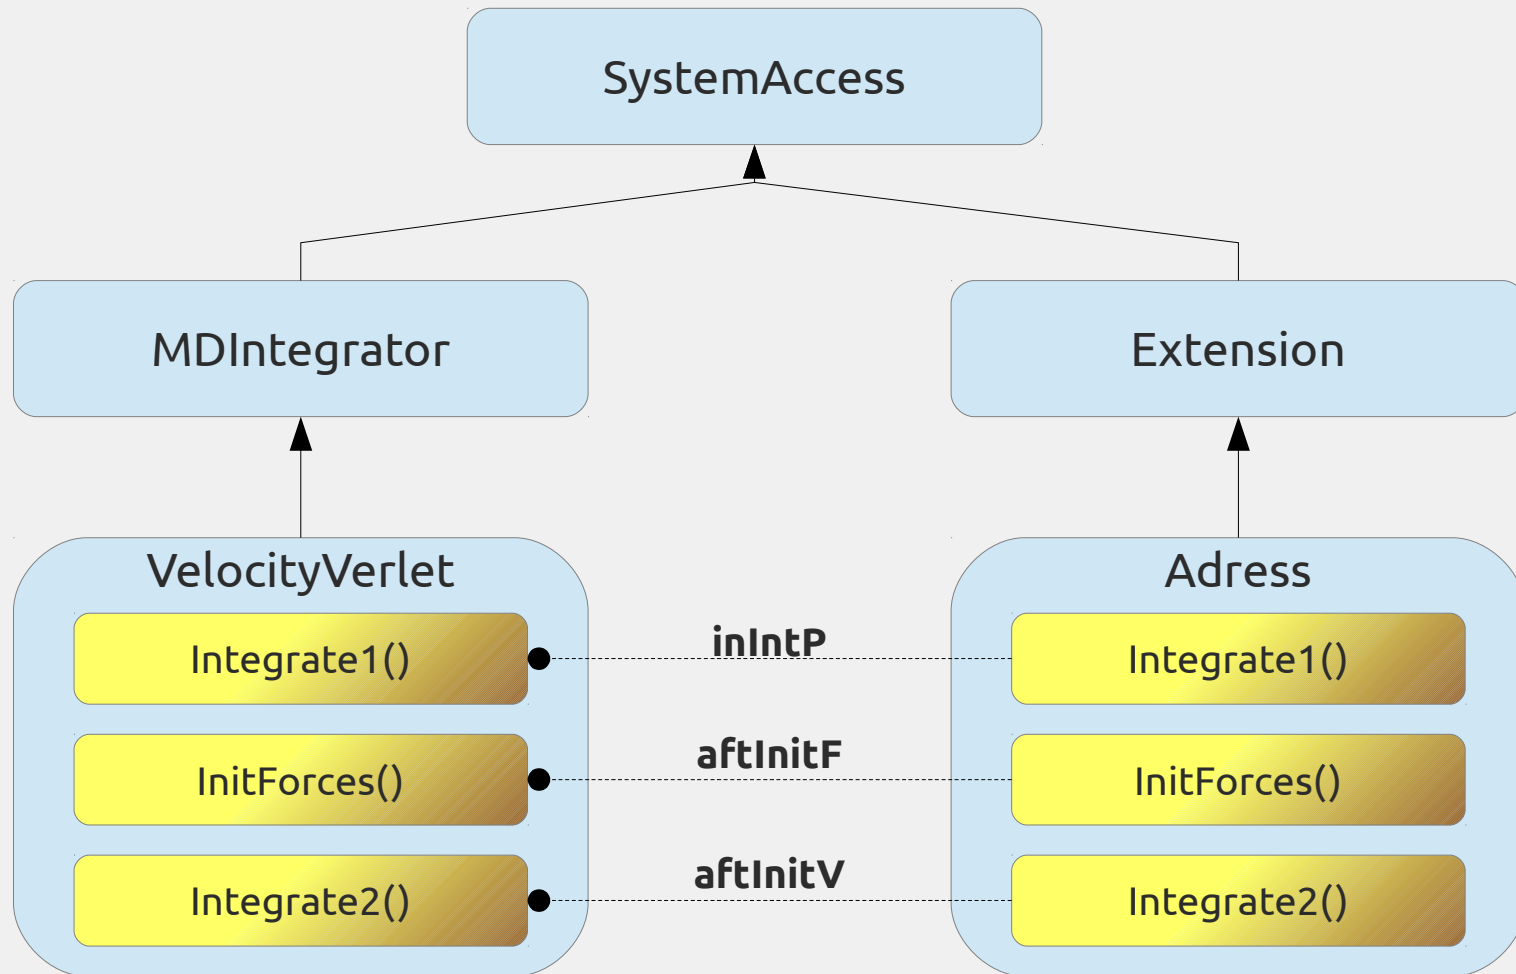 SystemAccess
MDIntegrator
Extension
VelocityVerlet
Adress
Integrate1()
inIntP
Integrate1()
InitForces()
aftInitF
InitForces()
Integrate2()
aftInitV
Integrate2()